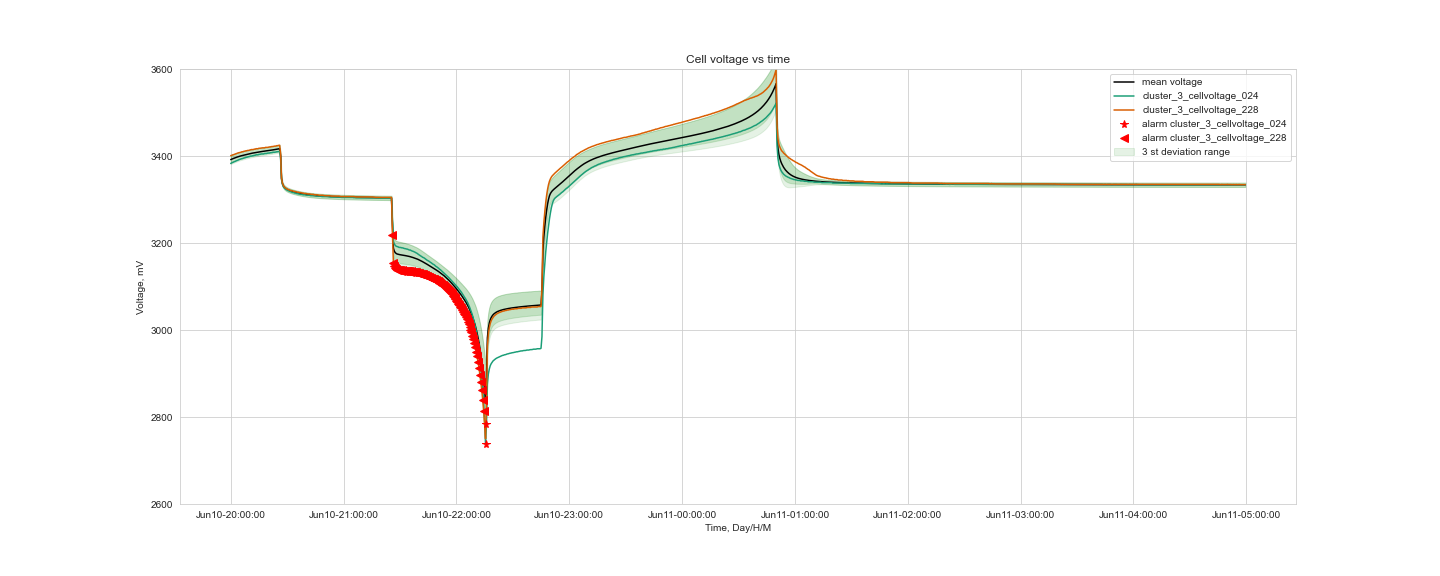 Cell voltage vs time
3600
3400
3200
3000
2800
2600
Voltage, mV
mean voltage
cluster_3_cellvoltage_024
cluster_3_cellvoltage_228
alarm cluster_3_cellvoltage_024
alarm cluster_3_cellvoltage_228
3 st deviation range
Jun10-20:00:00 Jun10-21:00:00 Jun10-22:00:00 Jun10-23:00:00 Jun11-00:00:00 Jun11-01:00:00 Jun11-02:00:00 Jun11-03:00:00 Jun11-04:00:00 Jun11-05:00:00
Time, Day/H/M